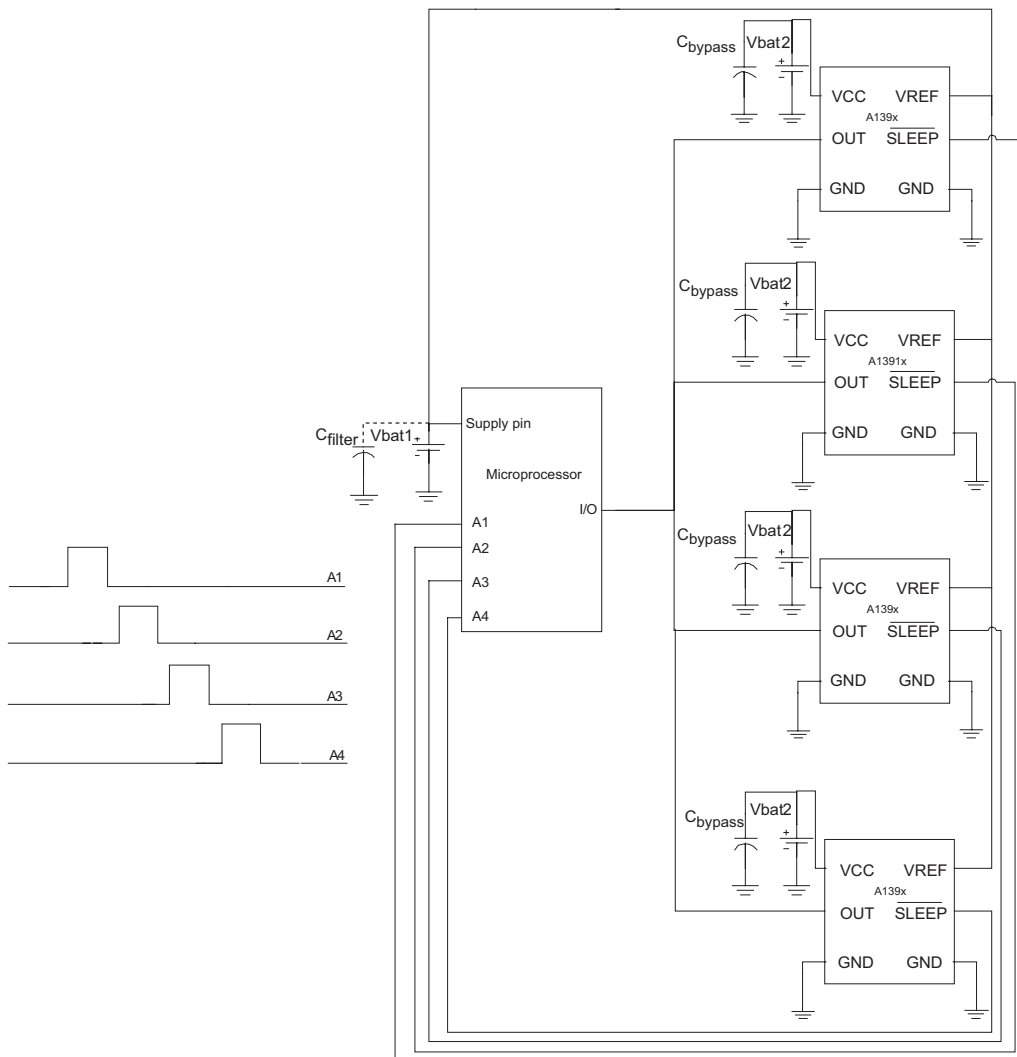 Cbypass Vbat2
+
-
VCC VREF
A139x
OUT SLEEP
GND GND
Cbypass Vbat2
+
-
VCC VREF
A1391x
OUT SLEEP
GND GND
Cfilter Vbat1
+
-
Supply pin
Microprocessor
I/O
A1
A2
A3
A4
Cbypass Vbat2
+
-
VCC VREF
A139x
OUT SLEEP
GND GND
A1
A2
A3
A4
Cbypass Vbat2
+
-
VCC VREF
A139x
OUT SLEEP
GND GND